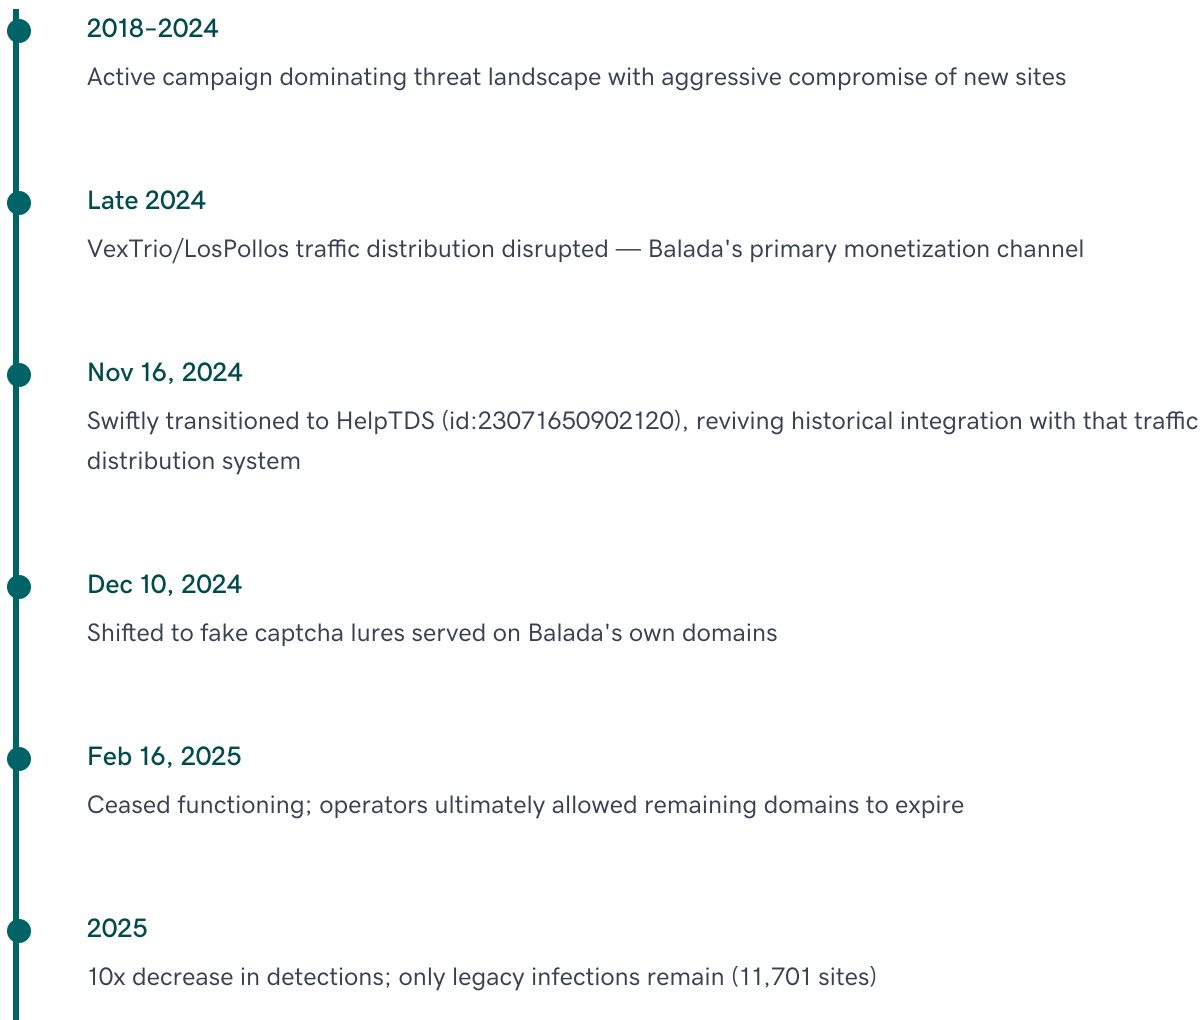 2018–2024
Active campaign dominating threat landscape with aggressive compromise of new sites
Late 2024
VexTrio/LosPollos traffic distribution disrupted — Balada's primary monetization channel
Nov 16, 2024
Swiftly transitioned to HelpTDS (id:23071650902120), reviving historical integration with that traffic
distribution system
Dec 10, 2024
Shifted to fake captcha lures served on Balada's own domains
Feb 16, 2025
Ceased functioning; operators ultimately allowed remaining domains to expire
2025
10x decrease in detections; only legacy infections remain (11,701 sites)